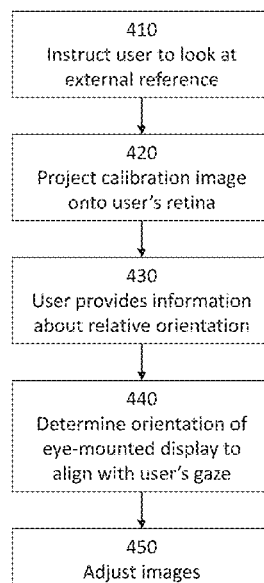 410
Instruct user to look at
external reference
420
Project calibration image
onto user's retina
430
User provides information
about relative orientation
440
Determine orientation of
eye-mounted display to
align with user's gaze
450
Adjust images